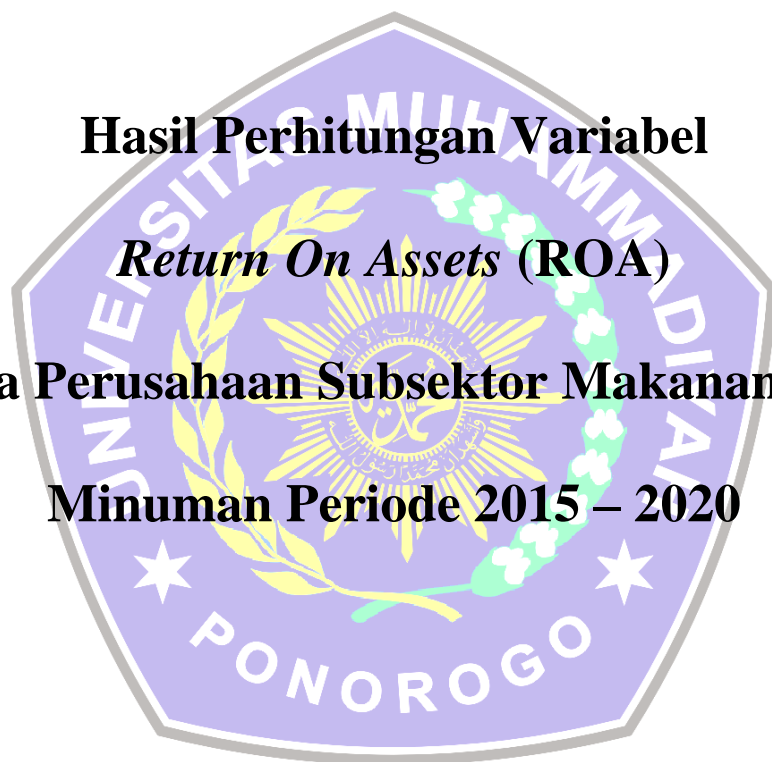 Hasil Perhitungan Variabel
Return On Assets (ROA)
a Perusahaan Subsektor Makanan
Minuman Periode 2015 – 2020
UNIVERSITAS MUHAMMADIYAH
PONOROGO